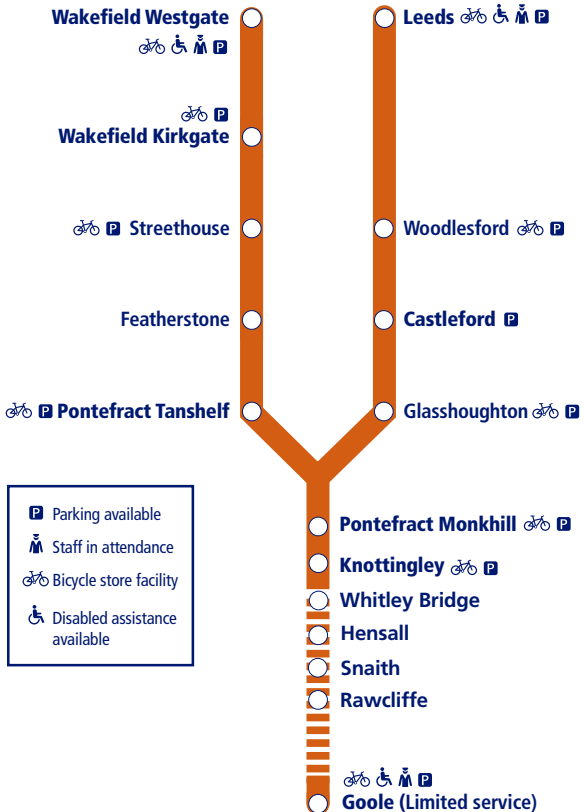 Wakefield Westgate
Leeds P
P
P
Wakefield Kirkgate
P Streethouse
Woodlesford P
Featherstone
Castleford P
P Pontefract Tanshelf
Glasshoughton P
P Parking available
Staff in attendance
Bicycle store facility
Disabled assistance
available
Pontefract Monkhill P
Knottingley P
Whitley Bridge
Hensall
Snaith
Rawcliffe
P
Goole (Limited service)